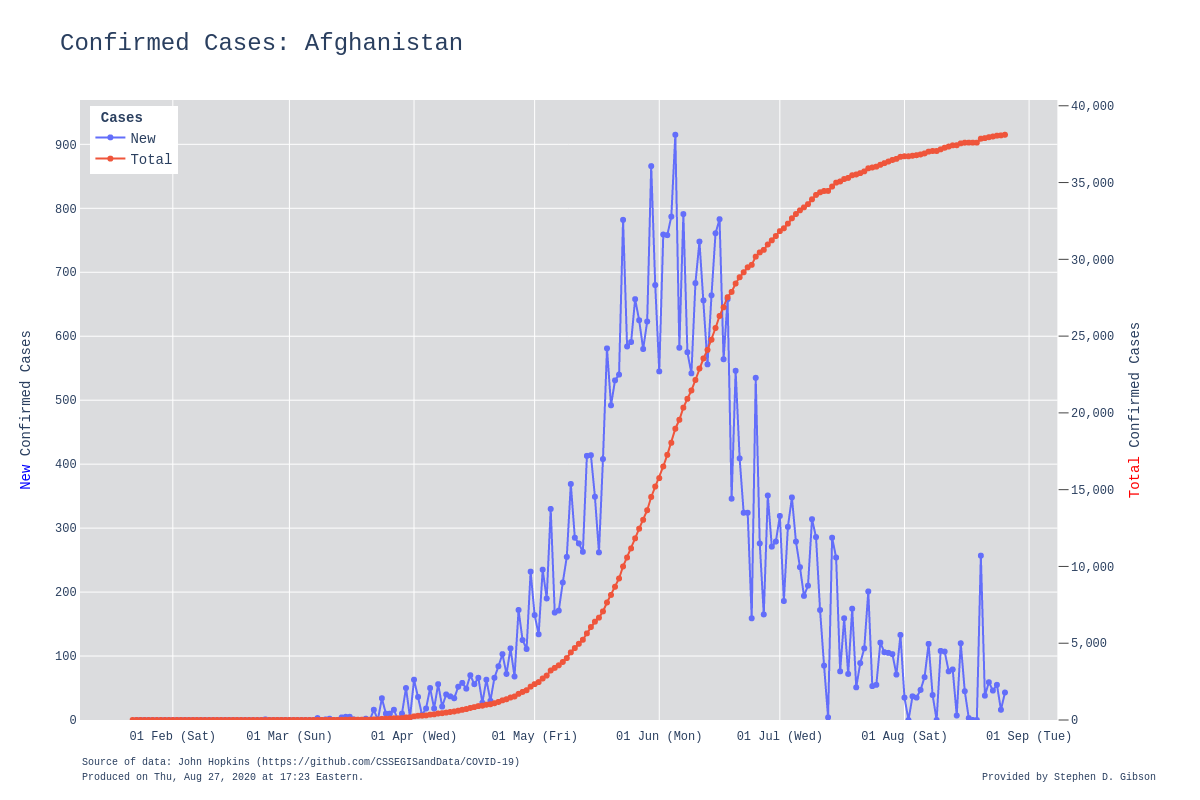 Confirmed Cases: Afghanistan
Cases
New
Total
900
800
700
600
500
400
300
200
100
0
New Confirmed Cases
40,000
35,000
30,000
25,000
20,000
15,000
10,000
5,000
0
Total Confirmed Cases
01 Feb (Sat)
01 Mar (Sun)
01 Apr (Wed)
01 May (Fri)
01 Jun (Mon)
01 Jul (Wed)
01 Aug (Sat)
01 Sep (Tue)
Source of data: John Hopkins (https://github.com/CSSEGISandData/COVID-19)
Produced on Thu, Aug 27, 2020 at 17:23 Eastern.
Provided by Stephen D. Gibson